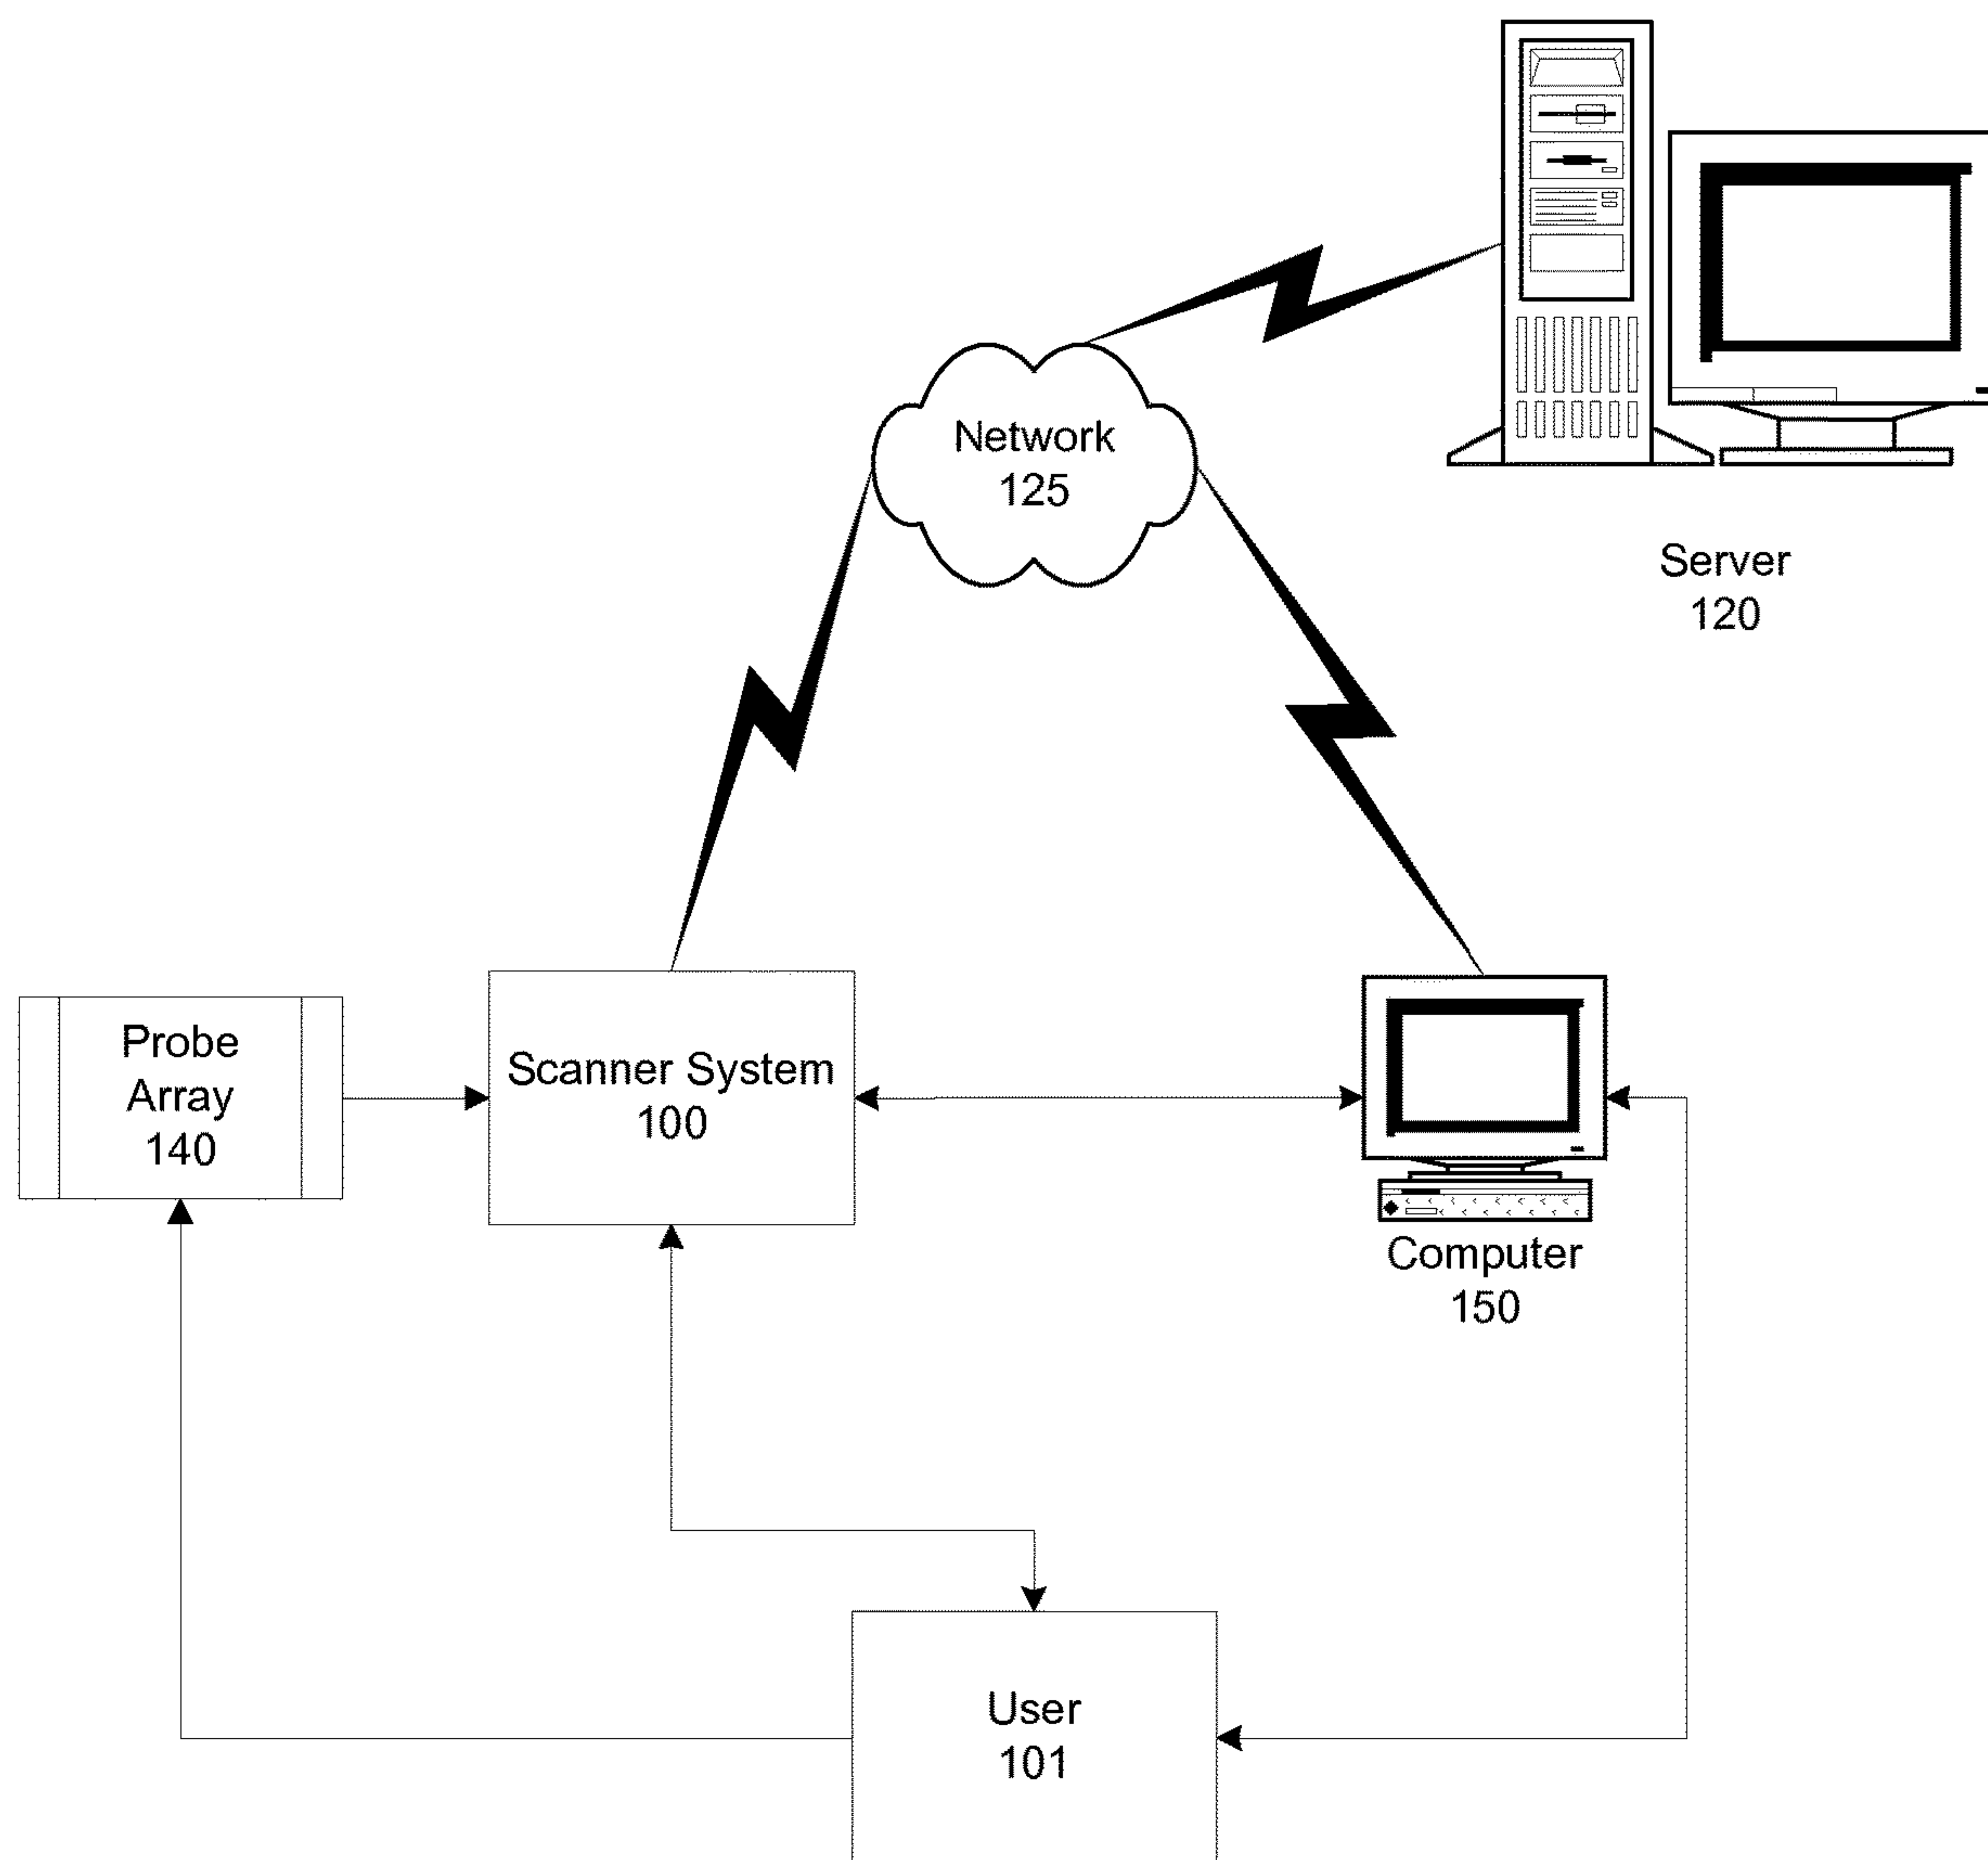 Network
125
Server
120
Probe
Array
140
Scanner System
100
Computer
150
User
101